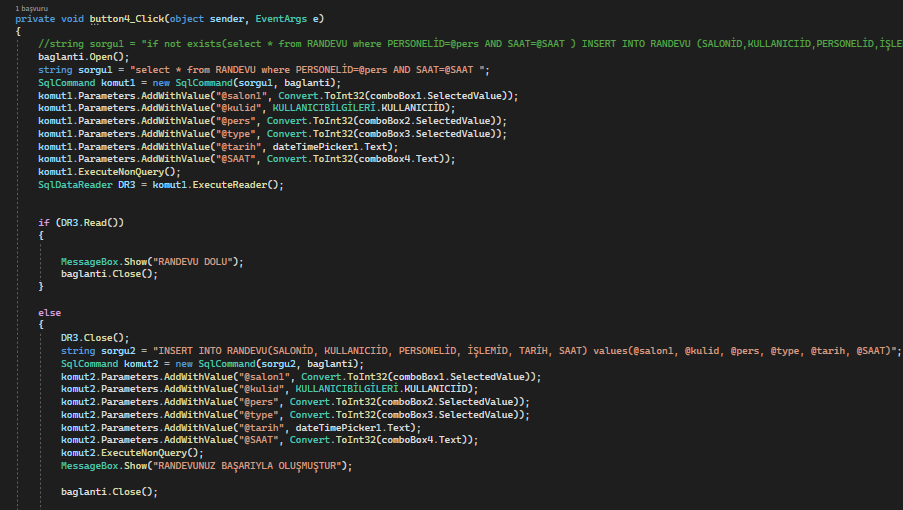 1 başvuru
private void button4_Click(object sender, EventArgs e)
{
//string sorgu1 = "if not exists(select * from RANDEVU where PERSONELİD=@pers AND SAAT=@SAAT ) INSERT INTO RANDEVU (SALONİD,KULLANICIİD,PERSONELİD,İŞLE
baglanti.Open();
string sorgu1 = "select * from RANDEVU where PERSONELİD=@pers AND SAAT=@SAAT ";
SqlCommand komut1 = new SqlCommand(sorgu1, baglanti);
komut1.Parameters.AddWithValue("@salon1", Convert.ToInt32(comboBox1.SelectedValue));
komut1.Parameters.AddWithValue("@kulid", KULLANICIBİLGİLERİ.KULLANICIİD);
komut1.Parameters.AddWithValue("@pers", Convert.ToInt32(comboBox2.SelectedValue));
komut1.Parameters.AddWithValue("@type", Convert.ToInt32(comboBox3.SelectedValue));
komut1.Parameters.AddWithValue("@tarih", dateTimePicker1.Text);
komut1.Parameters.AddWithValue("@SAAT", Convert.ToInt32(comboBox4.Text));
komut1.ExecuteNonQuery();
SqlDataReader DR3 = komut1.ExecuteReader();
if (DR3.Read())
{
MessageBox.Show("RANDEVU DOLU");
baglanti.Close();
}
else
{
DR3.Close();
string sorgu2 = "INSERT INTO RANDEVU(SALONİD, KULLANICIİD, PERSONELİD, İŞLEMİD, TARİH, SAAT) values(@salon1, @kulid, @pers, @type, @tarih, @SAAT)";
SqlCommand komut2 = new SqlCommand(sorgu2, baglanti);
komut2.Parameters.AddWithValue("@salon1", Convert.ToInt32(comboBox1.SelectedValue));
komut2.Parameters.AddWithValue("@kulid", KULLANICIBİLGİLERİ.KULLANICIİD);
komut2.Parameters.AddWithValue("@pers", Convert.ToInt32(comboBox2.SelectedValue));
komut2.Parameters.AddWithValue("@type", Convert.ToInt32(comboBox3.SelectedValue));
komut2.Parameters.AddWithValue("@tarih", dateTimePicker1.Text);
komut2.Parameters.AddWithValue("@SAAT", Convert.ToInt32(comboBox4.Text));
komut2.ExecuteNonQuery();
MessageBox.Show("RANDEVUNUZ BAŞARIYLA OLUŞMUŞTUR");
baglanti.Close();